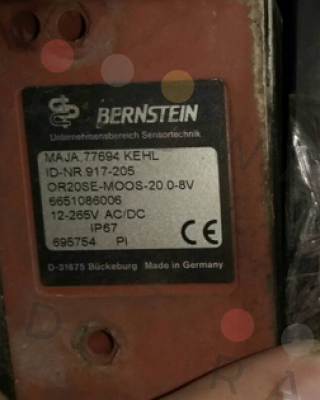 BERNSTEIN
Unternehmensbereich Sensortechnik
MAJA,77694 KEHL
ID-NR.917-205
OR20SE-MOOS-20.0-8V
6651086006
12-265V AC/DC
IP67
695754 PI
CE
D-31675 Bückeburg Made in Germany